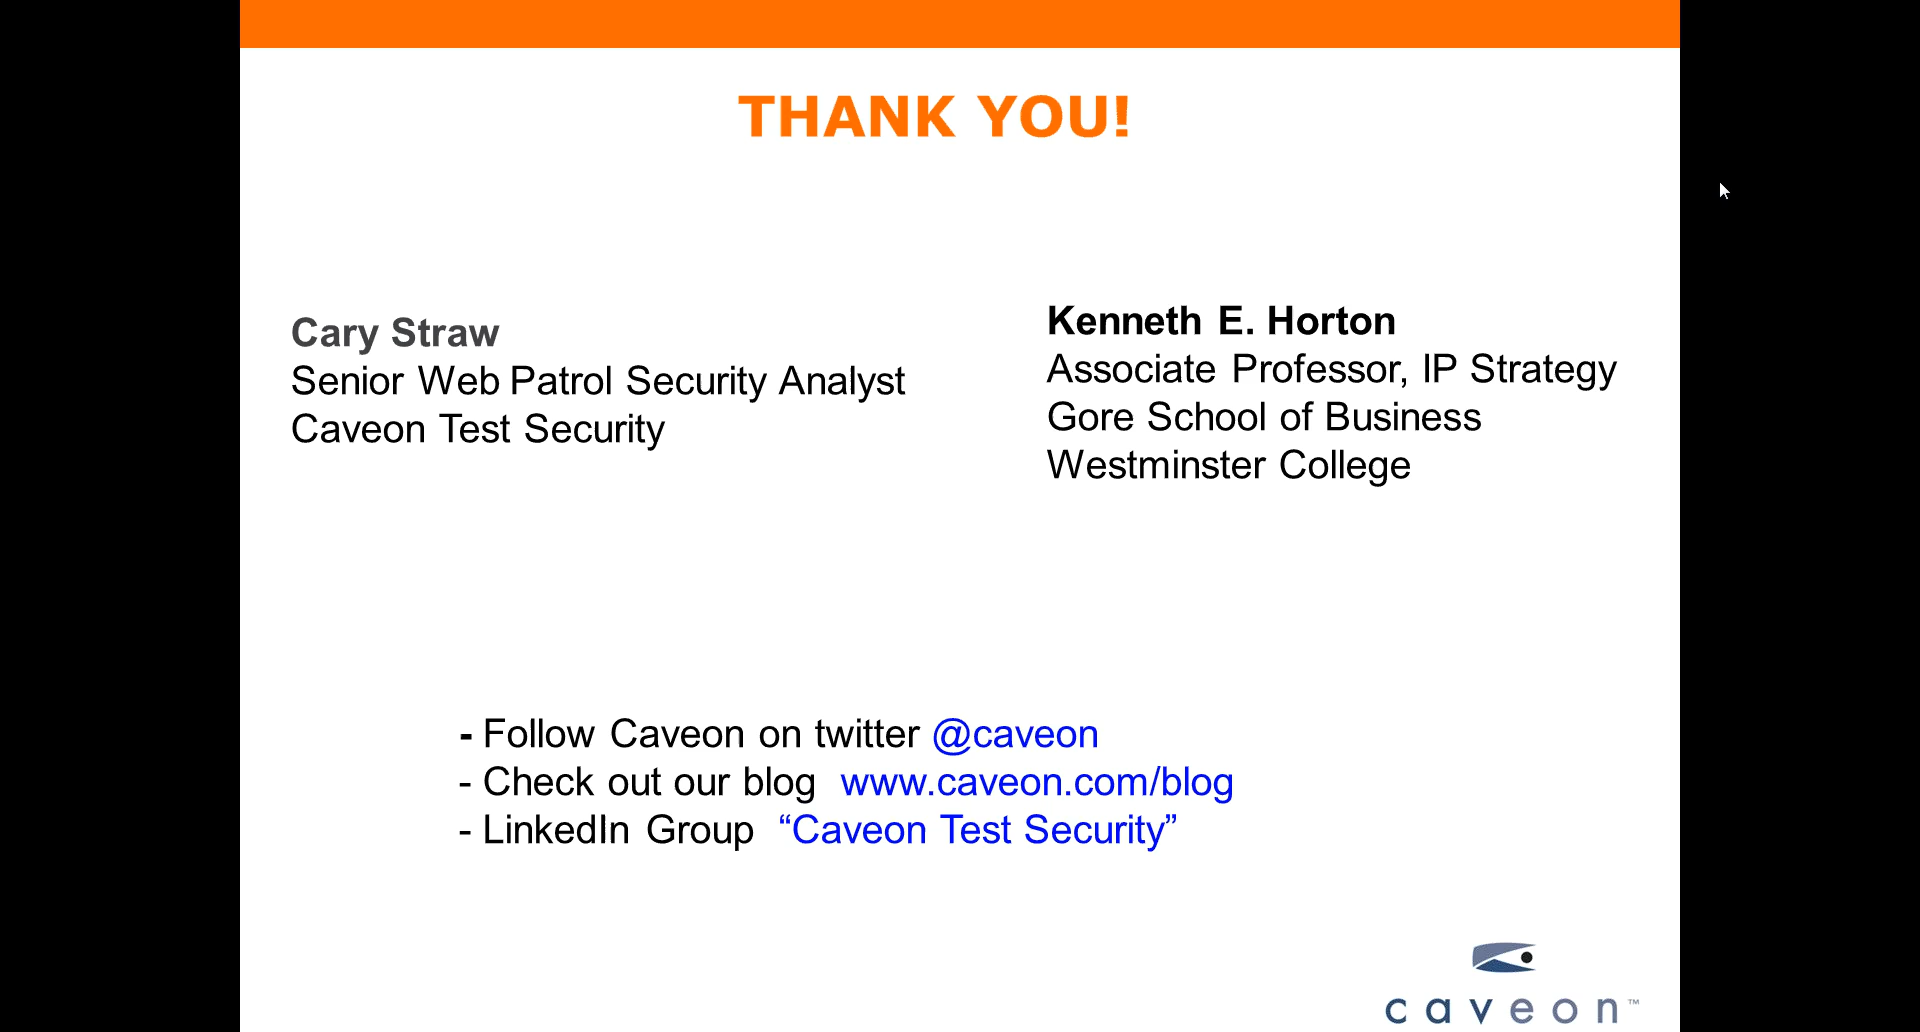 THANK YOU!
Cary Straw
Senior Web Patrol Security Analyst
Caveon Test Security
Kenneth E. Horton
Associate Professor, IP Strategy
Gore School of Business
Westminster College
- Follow Caveon on twitter @caveon
- Check out our blog www.caveon.com/blog
- LinkedIn Group “Caveon Test Security”
caveon™